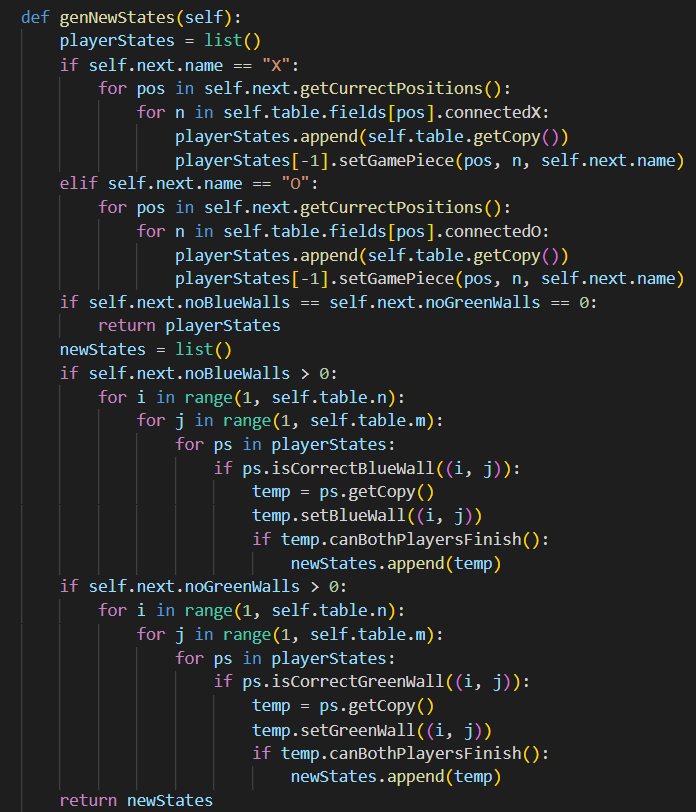 def genNewStates(self):
    playerStates = list()
    if self.next.name == "X":
        for pos in self.next.getCurrectPositions():
            for n in self.table.fields[pos].connectedX:
                playerStates.append(self.table.getCopy())
                playerStates[-1].setGamePiece(pos, n, self.next.name)
    elif self.next.name == "O":
        for pos in self.next.getCurrectPositions():
            for n in self.table.fields[pos].connectedO:
                playerStates.append(self.table.getCopy())
                playerStates[-1].setGamePiece(pos, n, self.next.name)
    if self.next.noBlueWalls == self.next.noGreenWalls == 0:
        return playerStates
    newStates = list()
    if self.next.noBlueWalls > 0:
        for i in range(1, self.table.n):
            for j in range(1, self.table.m):
                for ps in playerStates:
                    if ps.isCorrectBlueWall((i, j)):
                        temp = ps.getCopy()
                        temp.setBlueWall((i, j))
                        if temp.canBothPlayersFinish():
                            newStates.append(temp)
    if self.next.noGreenWalls > 0:
        for i in range(1, self.table.n):
            for j in range(1, self.table.m):
                for ps in playerStates:
                    if ps.isCorrectGreenWall((i, j)):
                        temp = ps.getCopy()
                        temp.setGreenWall((i, j))
                        if temp.canBothPlayersFinish():
                            newStates.append(temp)
    return newStates